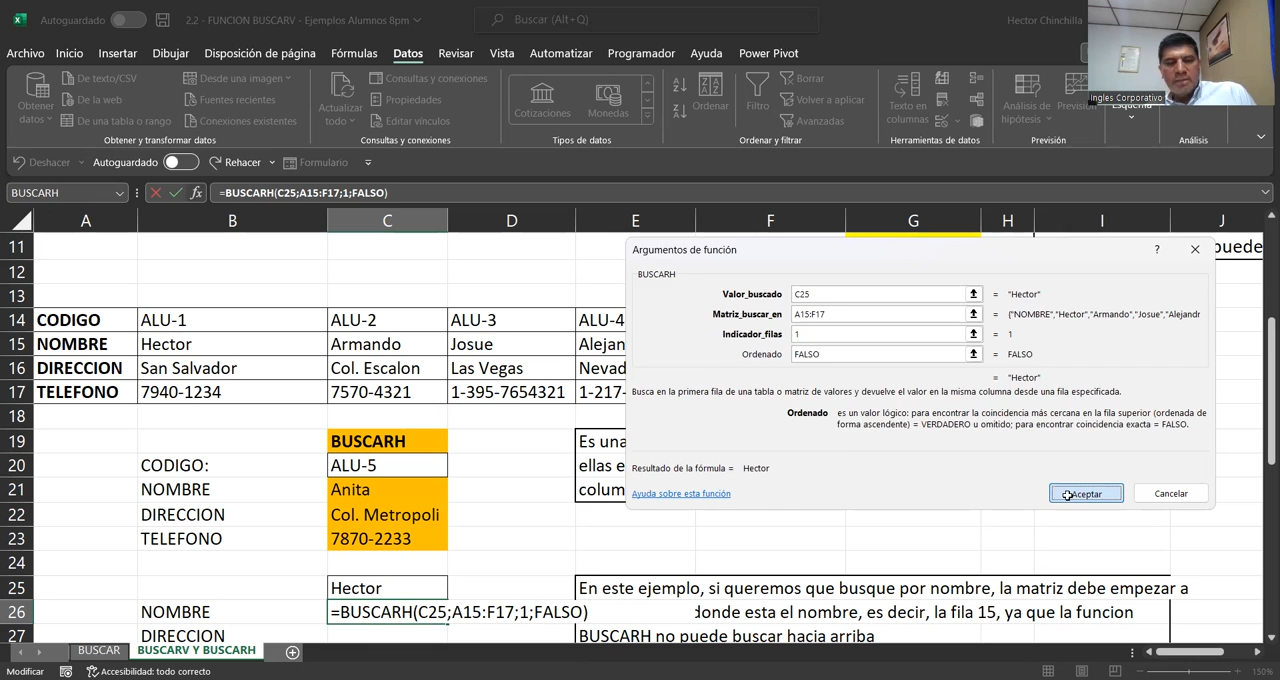 Autoguardado 2.2 - FUNCION BUSCARV - Ejemplos Alumnos 8pm Buscar (Alt+Q) Hector Chinchilla
Archivo Inicio Insertar Dibujar Disposición de página Fórmulas Datos Revisar Vista Automatizar Programador Ayuda Power Pivot
Ingles Corporativo
Obtener datos
De texto/CSV
De la web
De una tabla o rango
Desde una imagen
Fuentes recientes
Conexiones existentes
Obtener y transformar datos
Actualizar todo
Consultas y conexiones
Propiedades
Editar vínculos
Consultas y conexiones
Cotizaciones Monedas
Tipos de datos
Ordenar
Filtro
Borrar
Volver a aplicar
Avanzadas
Ordenar y filtrar
Texto en columnas
Herramientas de datos
Análisis de hipótesis
Previsión
Análisis
Deshacer Autoguardado Rehacer Formulario
BUSCARH fx =BUSCARH(C25;A15:F17;1;FALSO)
A B C D E F G H I J
11 puede
12
13
14 CODIGO ALU-1 ALU-2 ALU-3 ALU-4
15 NOMBRE Hector Armando Josue Alejan
16 DIRECCION San Salvador Col. Escalon Las Vegas Nevad
17 TELEFONO 7940-1234 7570-4321 1-395-7654321 1-217-
18
19 BUSCARH Es una
20 CODIGO: ALU-5 ellas e
21 NOMBRE Anita colum
22 DIRECCION Col. Metropoli
23 TELEFONO 7870-2233
24
25 Hector En este ejemplo, si queremos que busque por nombre, la matriz debe empezar a
26 NOMBRE =BUSCARH(C25;A15:F17;1;FALSO) donde esta el nombre, es decir, la fila 15, ya que la funcion
27 DIRECCION BUSCARH no puede buscar hacia arriba
Argumentos de función ?
BUSCARH
Valor_buscado C25 = "Hector"
Matriz_buscar_en A15:F17 = {"NOMBRE","Hector","Armando","Josue","Alejandr
Indicador_filas 1 = 1
Ordenado FALSO = FALSO
= "Hector"
Busca en la primera fila de una tabla o matriz de valores y devuelve el valor en la misma columna desde una fila especificada.
Ordenado es un valor lógico: para encontrar la coincidencia más cercana en la fila superior (ordenada de
forma ascendente) = VERDADERO u omitido; para encontrar coincidencia exacta = FALSO.
Resultado de la fórmula = Hector
Ayuda sobre esta función Aceptar Cancelar
BUSCAR BUSCARV Y BUSCARH
Modificar Accesibilidad: todo correcto 150%